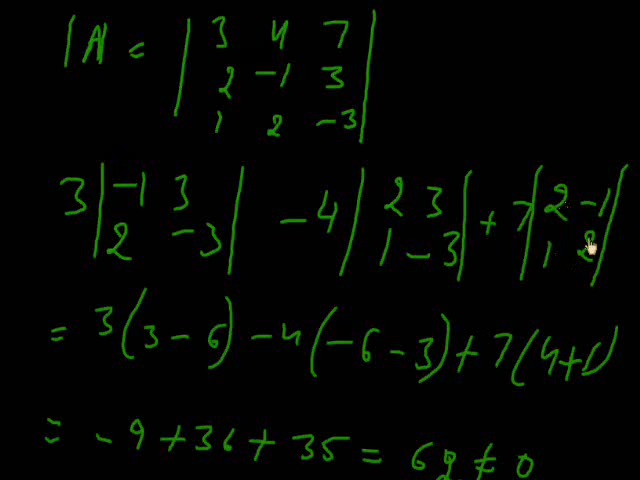 |A| = | 3 4 7 |
| 2 -1 3 |
| 1 2 -3 |
3 | -1 3 | - 4 | 2 3 | + 7 | 2 -1 |
| 2 -3 | | 1 -3 | | 1 2 |
= 3(3 - 6) - 4(-6 - 3) + 7(4+1)
= -9 + 36 + 35 = 62 ≠ 0